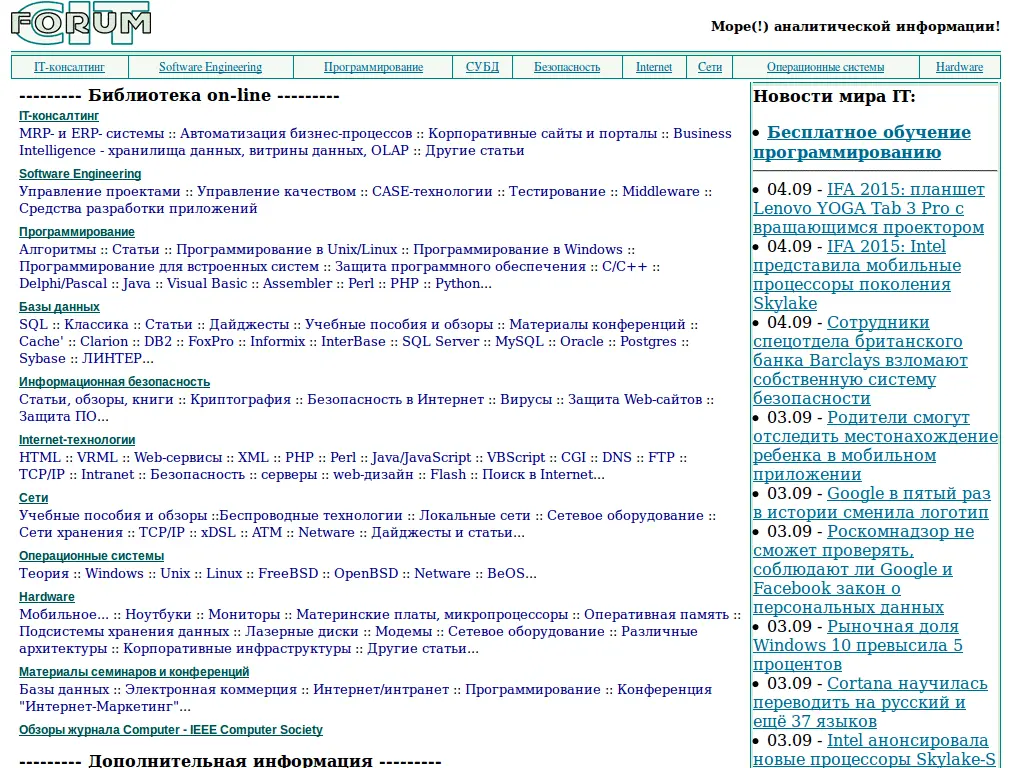 FORUM
CIT
Море(!) аналитической информации!
IT-консалтинг Software Engineering Программирование СУБД Безопасность Internet Сети Операционные системы Hardware
--------- Библиотека on-line ---------
IT-консалтинг
MRP- и ERP- системы :: Автоматизация бизнес-процессов :: Корпоративные сайты и порталы :: Business
Intelligence - хранилища данных, витрины данных, OLAP :: Другие статьи
Software Engineering
Управление проектами :: Управление качеством :: CASE-технологии :: Тестирование :: Middleware ::
Средства разработки приложений
Программирование
Алгоритмы :: Статьи :: Программирование в Unix/Linux :: Программирование в Windows ::
Программирование для встроенных систем :: Защита программного обеспечения :: C/C++ ::
Delphi/Pascal :: Java :: Visual Basic :: Assembler :: Perl :: PHP :: Python...
Базы данных
SQL :: Классика :: Статьи :: Дайджесты :: Учебные пособия и обзоры :: Материалы конференций ::
Cache' :: Clarion :: DB2 :: FoxPro :: Informix :: InterBase :: SQL Server :: MySQL :: Oracle :: Postgres ::
Sybase :: ЛИНТЕР...
Информационная безопасность
Статьи, обзоры, книги :: Криптография :: Безопасность в Интернет :: Вирусы :: Защита Web-сайтов ::
Защита ПО...
Internet-технологии
HTML :: VRML :: Web-сервисы :: XML :: PHP :: Perl :: Java/JavaScript :: VBScript :: CGI :: DNS :: FTP ::
TCP/IP :: Intranet :: Безопасность :: серверы :: web-дизайн :: Flash :: Поиск в Internet...
Сети
Учебные пособия и обзоры ::Беспроводные технологии :: Локальные сети :: Сетевое оборудование ::
Сети хранения :: TCP/IP :: xDSL :: ATM :: Netware :: Дайджесты и статьи...
Операционные системы
Теория :: Windows :: Unix :: Linux :: FreeBSD :: OpenBSD :: Netware :: BeOS...
Hardware
Мобильное... :: Ноутбуки :: Мониторы :: Материнские платы, микропроцессоры :: Оперативная память ::
Подсистемы хранения данных :: Лазерные диски :: Модемы :: Сетевое оборудование :: Различные
архитектуры :: Корпоративные инфраструктуры :: Другие статьи...
Материалы семинаров и конференций
Базы данных :: Электронная коммерция :: Интернет/интранет :: Программирование :: Конференция
"Интернет-Маркетинг"...
Обзоры журнала Computer - IEEE Computer Society
--------- Дополнительная информация ---------
Новости мира IT:
• Бесплатное обучение
программированию
• 04.09 - IFA 2015: планшет
Lenovo YOGA Tab 3 Pro с
вращающимся проектором
• 04.09 - IFA 2015: Intel
представила мобильные
процессоры поколения
Skylake
• 04.09 - Сотрудники
спецотдела британского
банка Barclays взломают
собственную систему
безопасности
• 03.09 - Родители смогут
отследить местонахождение
ребенка в мобильном
приложении
• 03.09 - Google в пятый раз
в истории сменила логотип
• 03.09 - Роскомнадзор не
сможет проверять,
соблюдают ли Google и
Facebook закон о
персональных данных
• 03.09 - Рыночная доля
Windows 10 превысила 5
процентов
• 03.09 - Cortana научилась
переводить на русский и
ещё 37 языков
• 03.09 - Intel анонсировала
новые процессоры Skylake-S